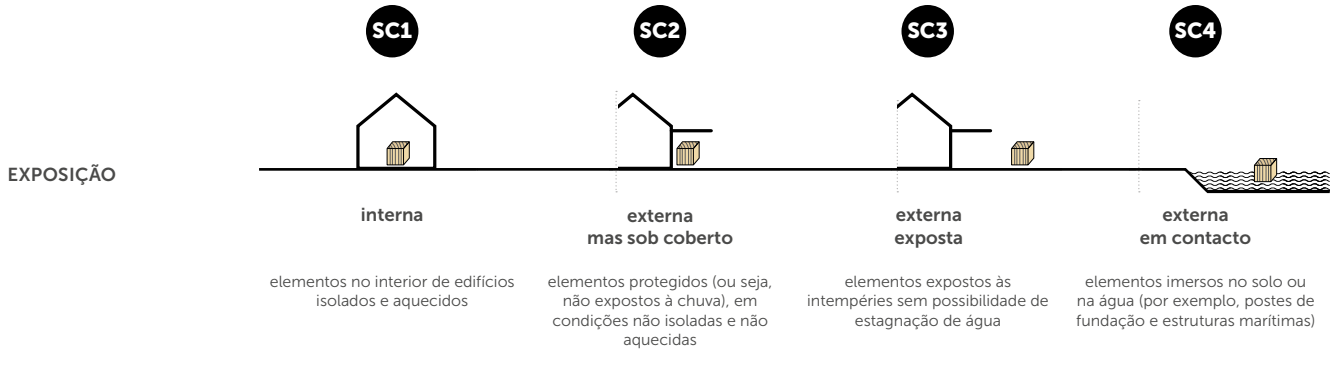 SC1
SC2
SC3
SC4
EXPOSIÇÃO
interna
externa
mas sob coberto
externa
exposta
externa
em contacto
elementos no interior de edifícios
isolados e aquecidos
elementos protegidos (ou seja,
não expostos à chuva), em
condições não isoladas e não
aquecidas
elementos expostos às
intempéries sem possibilidade de
estagnação de água
elementos imersos no solo ou
na água (por exemplo, postes de
fundação e estruturas marítimas)